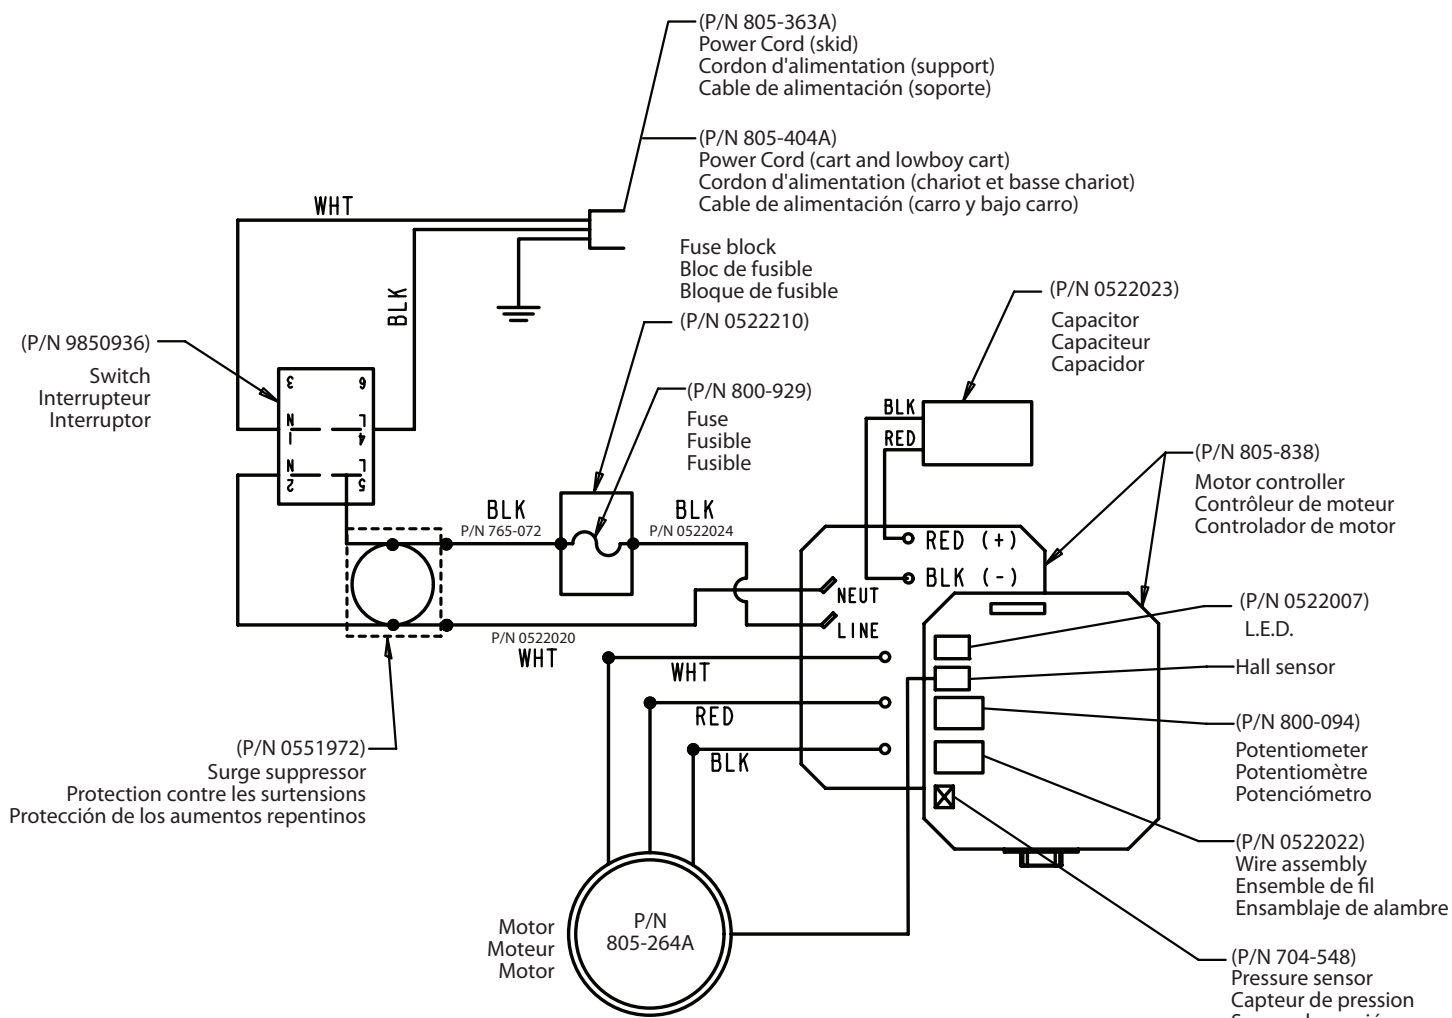 (P/N 805-363A)
Power Cord (skid)
Cordon d'alimentation (support)
Cable de alimentación (soporte)
(P/N 805-404A)
Power Cord (cart and lowboy cart)
Cordon d'alimentation (chariot et basse chariot)
Cable de alimentación (carro y bajo carro)
WHT
BLK
Fuse block
Bloc de fusible
Bloque de fusible
(P/N 0522210)
(P/N 0522023)
Capacitor
Capaciteur
Capacidor
(P/N 9850936)
Switch
Interrupteur
Interruptor
3 6
N L
1 4
N L
2 5
(P/N 800-929)
Fuse
Fusible
Fusible
BLK
RED
(P/N 805-838)
Motor controller
Contrôleur de moteur
Controlador de motor
BLK
P/N 765-072
BLK
P/N 0522024
RED (+)
BLK (-)
NEUT
LINE
(P/N 0522007)
L.E.D.
P/N 0522020
WHT
WHT
Hall sensor
RED
(P/N 800-094)
Potentiometer
Potentiomètre
Potenciómetro
BLK
(P/N 0551972)
Surge suppressor
Protection contre les surtensions
Protección de los aumentos repentinos
(P/N 0522022)
Wire assembly
Ensemble de fil
Ensamblaje de alambre
Motor
Moteur
Motor
P/N
805-264A
(P/N 704-548)
Pressure sensor
Capteur de pression